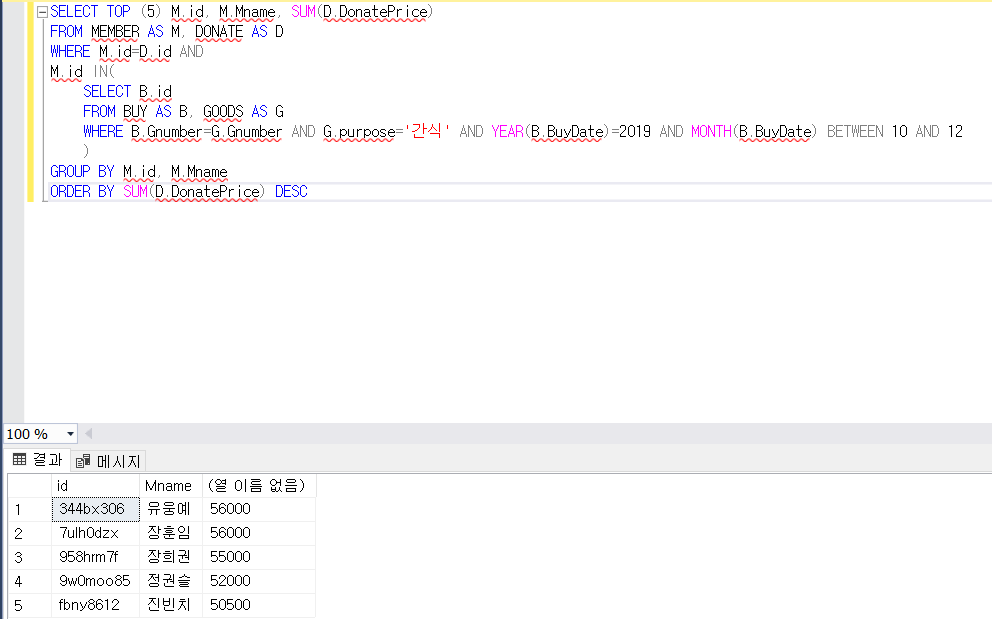 SELECT TOP (5) M.id, M.Mname, SUM(D.DonatePrice)
FROM MEMBER AS M, DONATE AS D
WHERE M.id=D.id AND
M.id IN(
SELECT B.id
FROM BUY AS B, GOODS AS G
WHERE B.Gnumber=G.Gnumber AND G.purpose='간식' AND YEAR(B.BuyDate)=2019 AND MONTH(B.BuyDate) BETWEEN 10 AND 12
)
GROUP BY M.id, M.Mname
ORDER BY SUM(D.DonatePrice) DESC
100 %
결과 메시지
id Mname (열 이름 없음)
1 344bx306 유웅예 56000
2 7ulh0dzx 장훈임 56000
3 958hrm7f 장희권 55000
4 9w0moo85 정권슬 52000
5 fbny8612 진빈치 50500